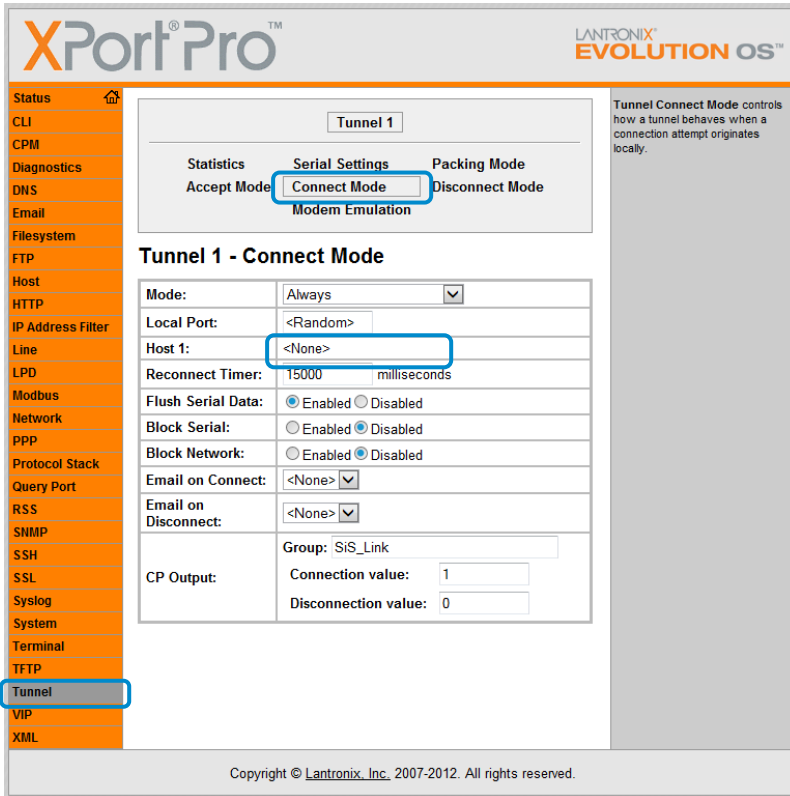 XPort® Pro™
LANTRONIX®
EVOLUTION OS™
Status
CLI
CPM
Diagnostics
DNS
Email
Filesystem
FTP
Host
HTTP
IP Address Filter
Line
LPD
Modbus
Network
PPP
Protocol Stack
Query Port
RSS
SNMP
SSH
SSL
Syslog
System
Terminal
TFTP
Tunnel
VIP
XML
Tunnel 1
Statistics Serial Settings Packing Mode
Accept Mode Connect Mode Disconnect Mode
Modem Emulation
Tunnel 1 - Connect Mode
Mode: Always
Local Port: <Random>
Host 1: <None>
Reconnect Timer: 15000 milliseconds
Flush Serial Data: Enabled Disabled
Block Serial: Enabled Disabled
Block Network: Enabled Disabled
Email on Connect: <None>
Email on
Disconnect: <None>
CP Output:
Group: SiS_Link
Connection value: 1
Disconnection value: 0
Tunnel Connect Mode controls
how a tunnel behaves when a
connection attempt originates
locally.
Copyright © Lantronix, Inc. 2007-2012. All rights reserved.